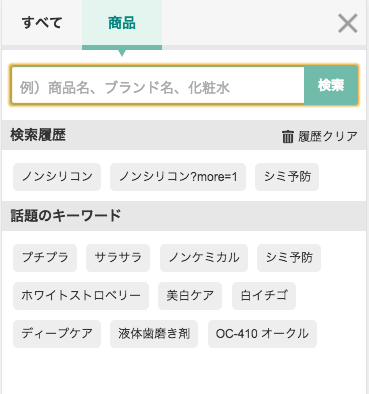 すべて 商品
例）商品名、ブランド名、化粧水 検索
検索履歴 履歴クリア
ノンシリコン ノンシリコン?more=1 シミ予防
話題のキーワード
プチプラ サラサラ ノンケミカル シミ予防
ホワイトストロベリー 美白ケア 白イチゴ
ディープケア 液体歯磨き剤 OC-410 オークル